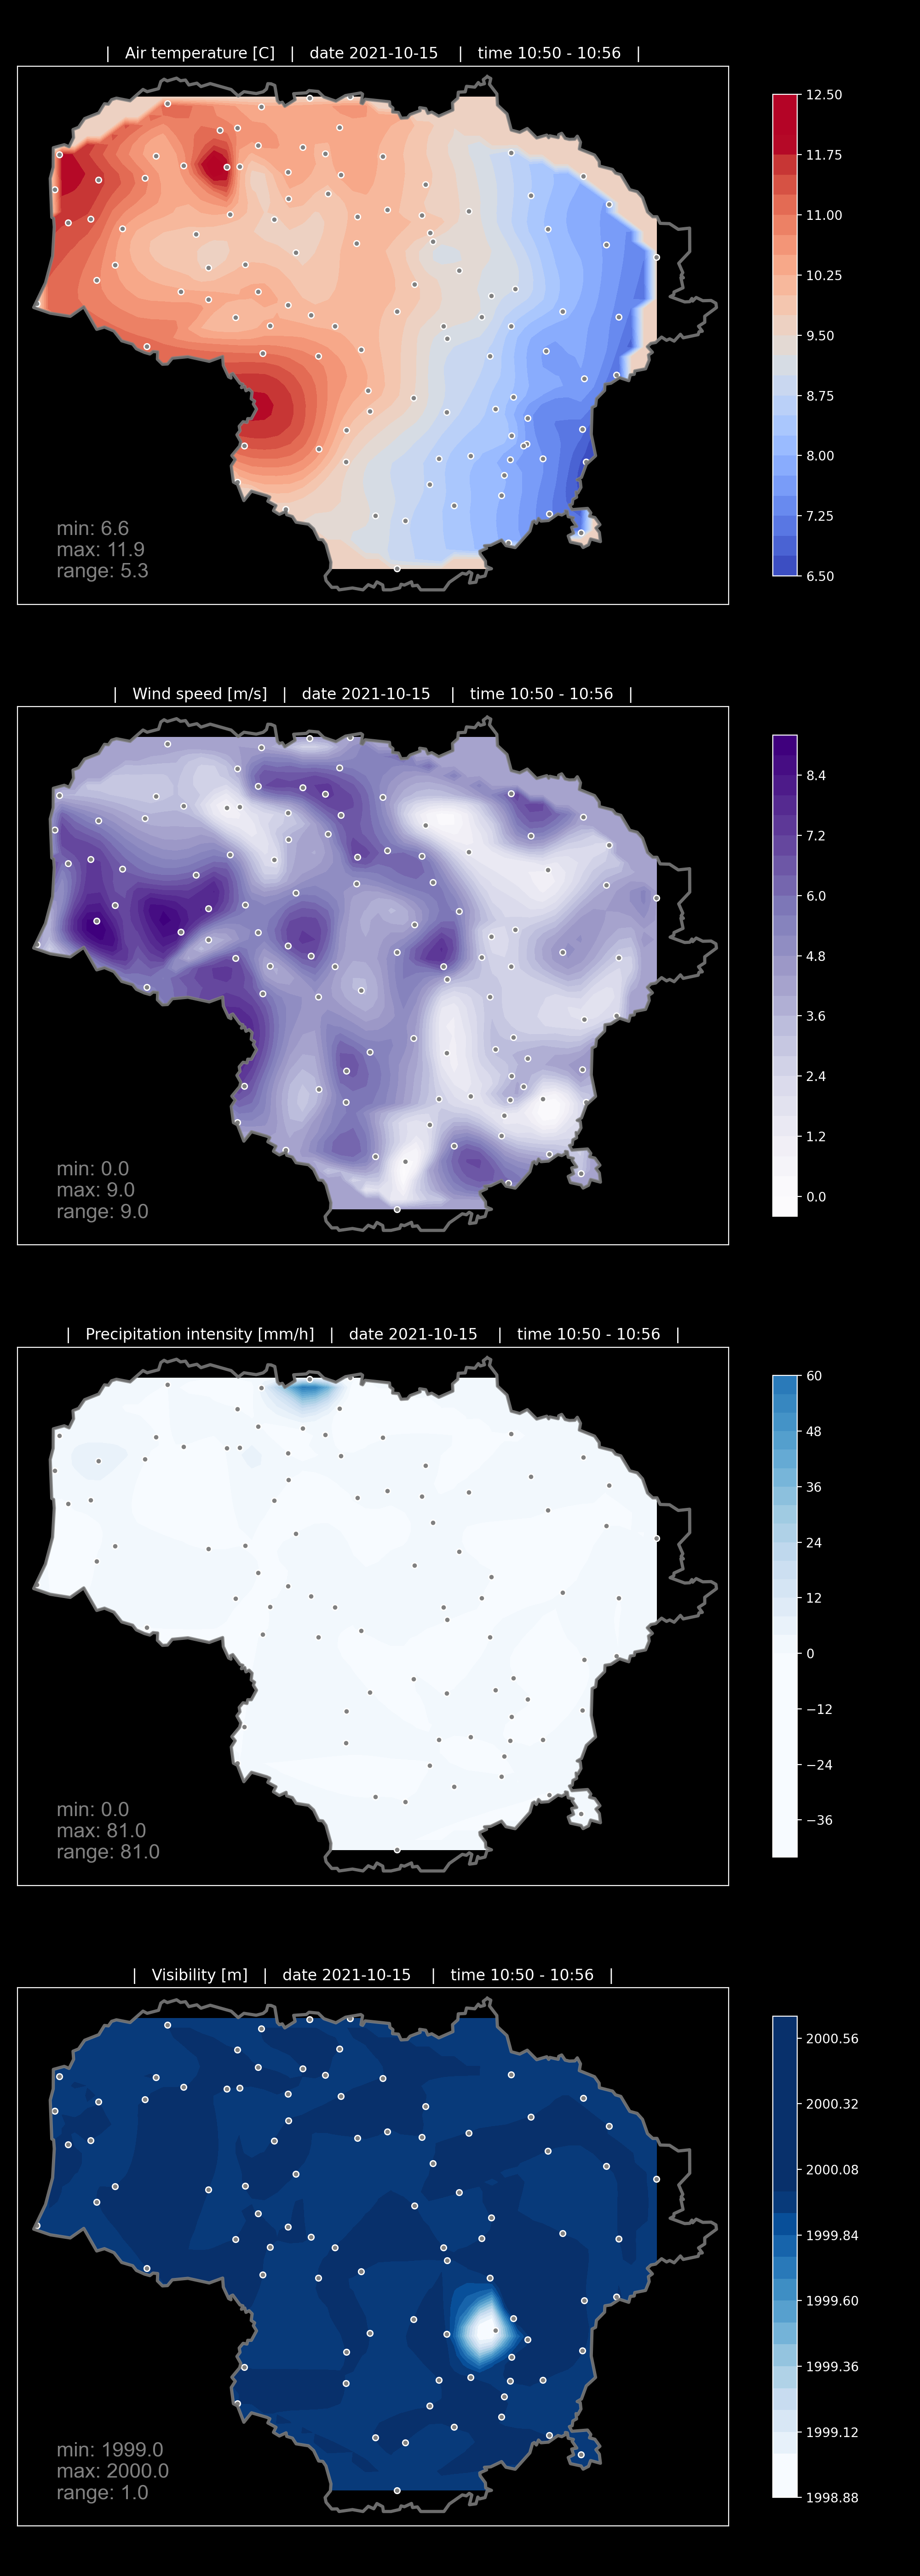 |   Air temperature [C]   |   date 2021-10-15    |   time 10:50 - 10:56   |
12.50
11.75
11.00
10.25
9.50
8.75
8.00
7.25
6.50
min: 6.6
max: 11.9
range: 5.3
|   Wind speed [m/s]   |   date 2021-10-15    |   time 10:50 - 10:56   |
8.4
7.2
6.0
4.8
3.6
2.4
1.2
0.0
min: 0.0
max: 9.0
range: 9.0
|   Precipitation intensity [mm/h]   |   date 2021-10-15    |   time 10:50 - 10:56   |
60
48
36
24
12
0
−12
−24
−36
min: 0.0
max: 81.0
range: 81.0
|   Visibility [m]   |   date 2021-10-15    |   time 10:50 - 10:56   |
2000.56
2000.32
2000.08
1999.84
1999.60
1999.36
1999.12
1998.88
min: 1999.0
max: 2000.0
range: 1.0